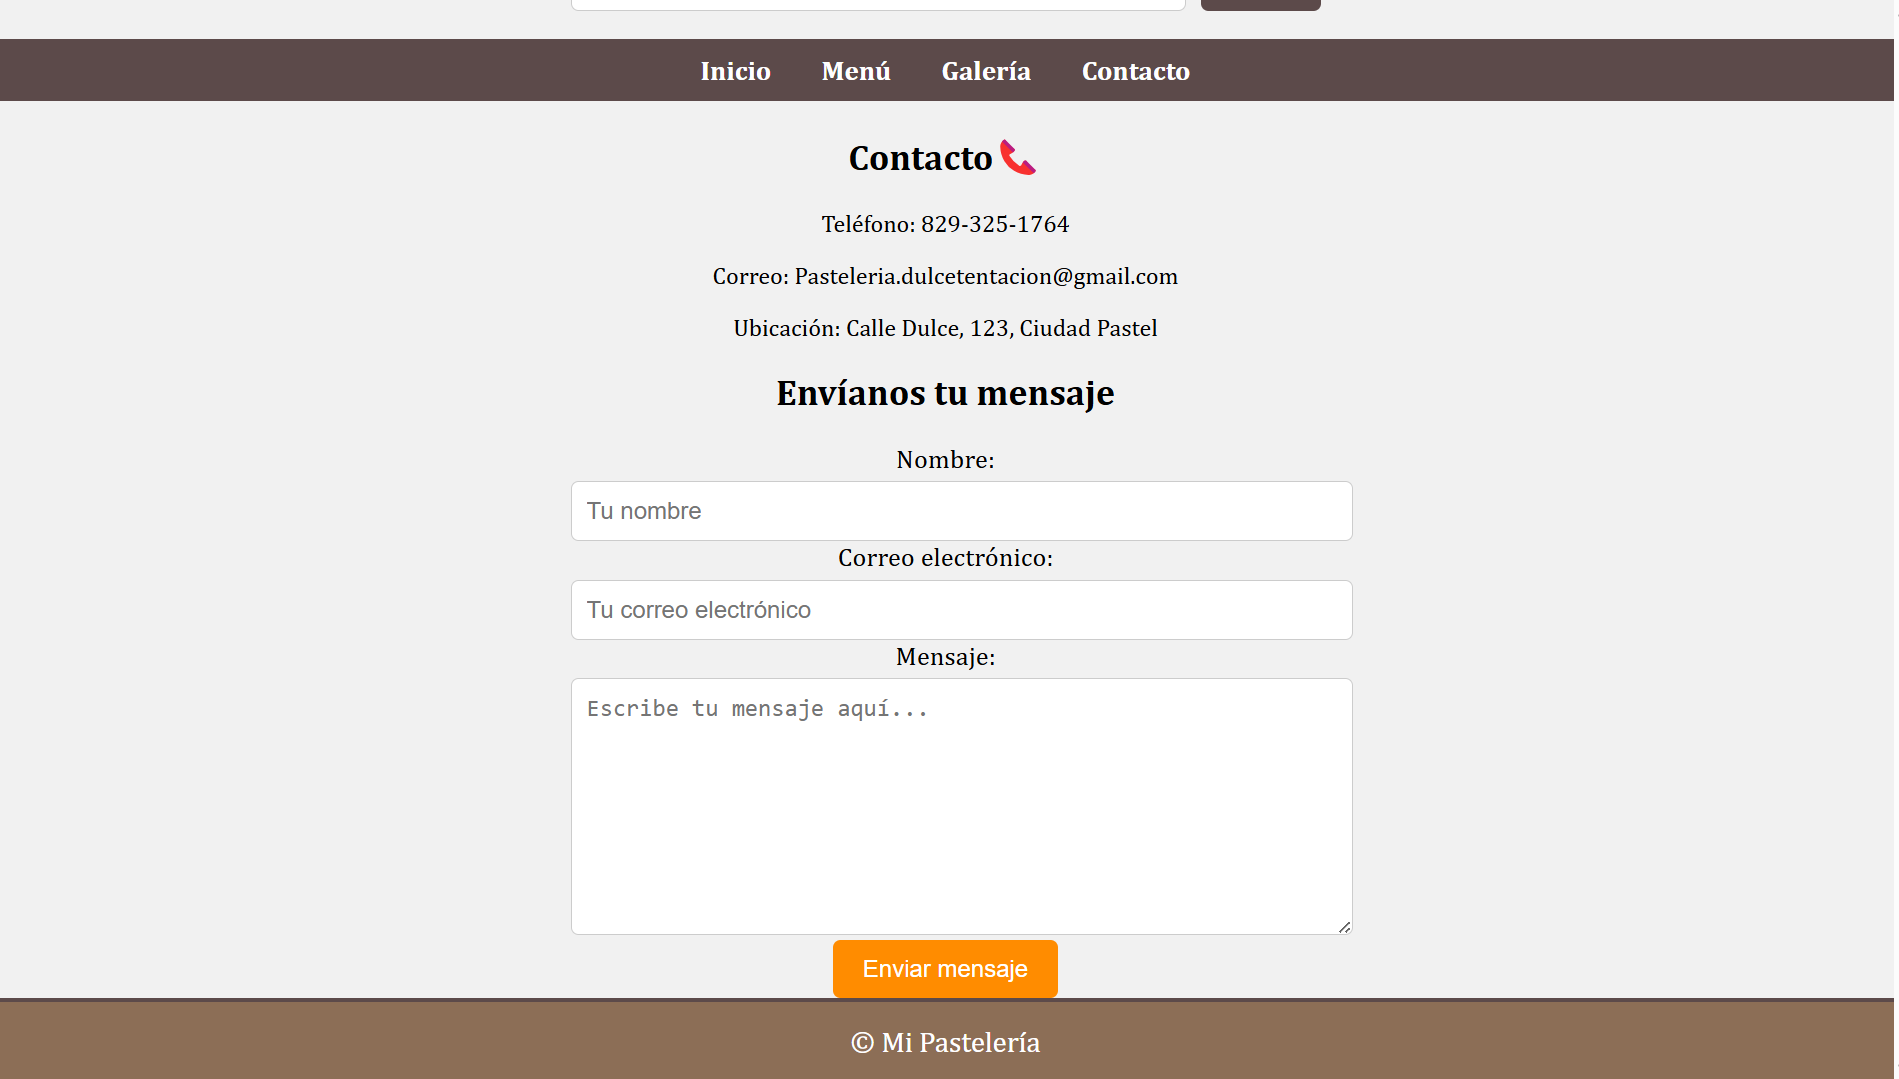 Inicio Menú Galería Contacto
Contacto
Teléfono: 829-325-1764
Correo: Pasteleria.dulcetentacion@gmail.com
Ubicación: Calle Dulce, 123, Ciudad Pastel
Envíanos tu mensaje
Nombre:
Tu nombre
Correo electrónico:
Tu correo electrónico
Mensaje:
Escribe tu mensaje aquí...
Enviar mensaje
© Mi Pastelería